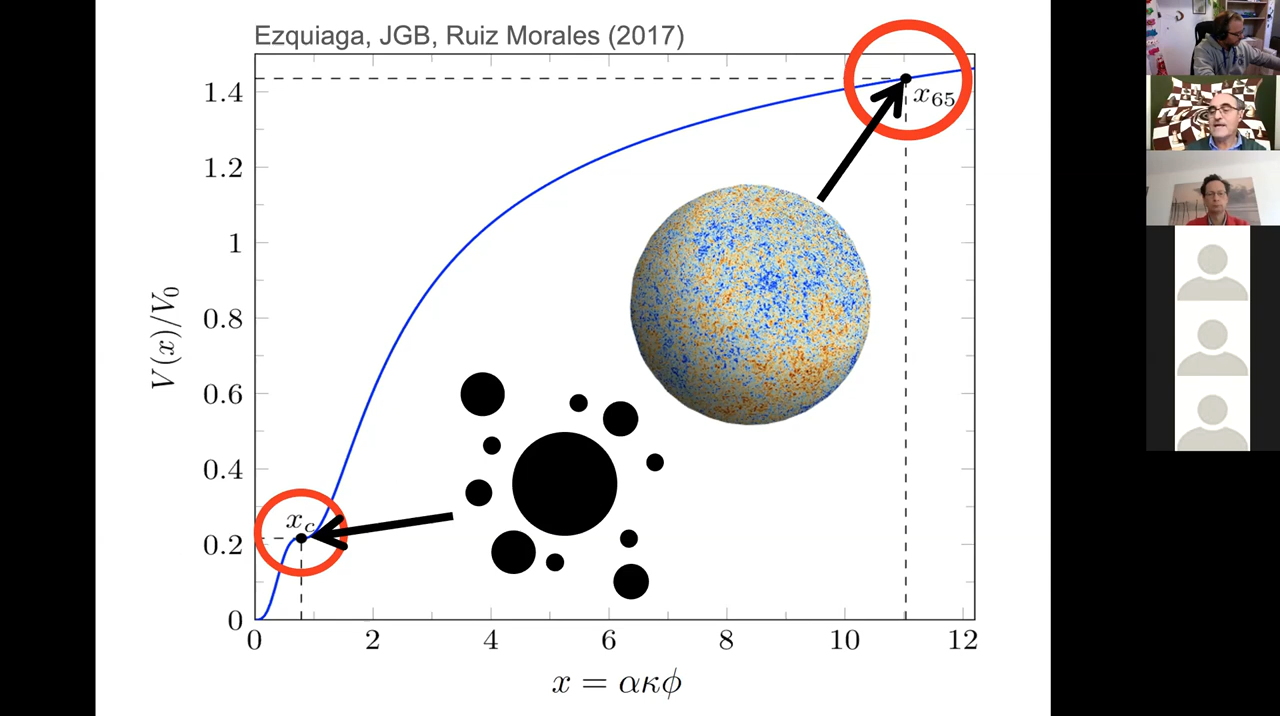 Ezquiaga, JGB, Ruiz Morales (2017)
1.4
1.2
1
0.8
0.6
0.4
0.2
0
V(x)/V₀
x₆₅
x_c
0 2 4 6 8 10 12
x = ακϕ